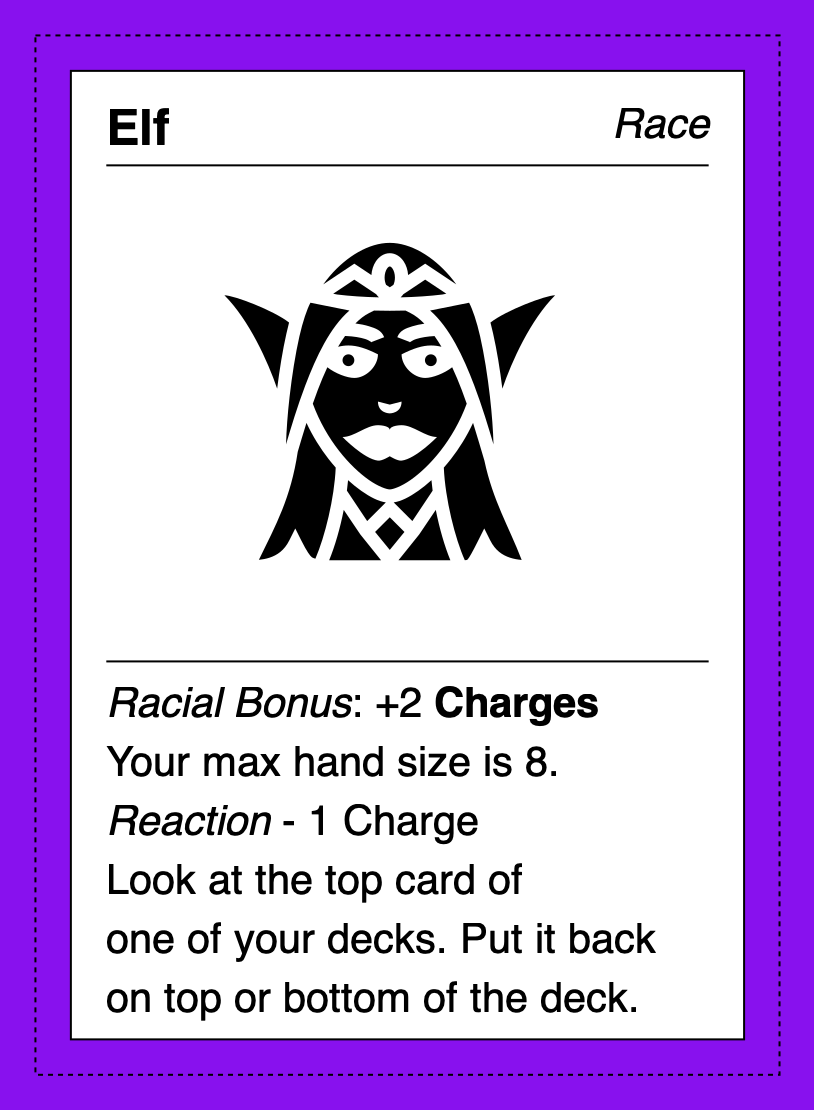 Elf
Race
Racial Bonus: +2 Charges
Your max hand size is 8.
Reaction - 1 Charge
Look at the top card of
one of your decks. Put it back
on top or bottom of the deck.